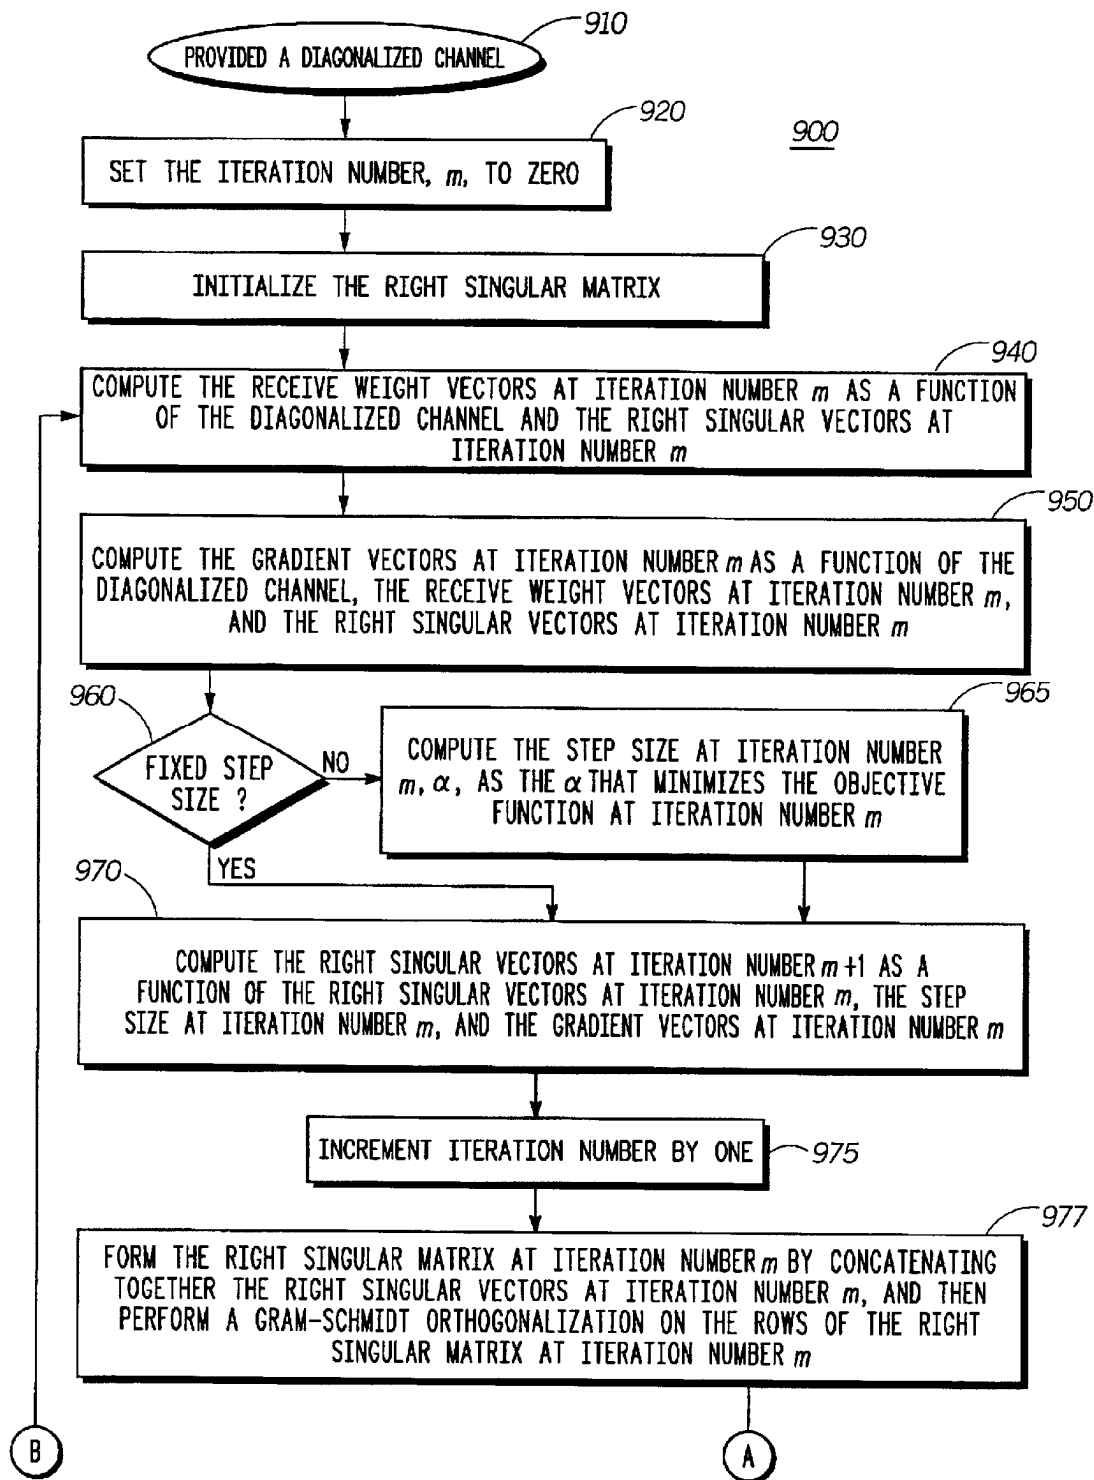 910
PROVIDED A DIAGONALIZED CHANNEL
920
900
SET THE ITERATION NUMBER, m, TO ZERO
930
INITIALIZE THE RIGHT SINGULAR MATRIX
940
COMPUTE THE RECEIVE WEIGHT VECTORS AT ITERATION NUMBER m AS A FUNCTION
OF THE DIAGONALIZED CHANNEL AND THE RIGHT SINGULAR VECTORS AT
ITERATION NUMBER m
950
COMPUTE THE GRADIENT VECTORS AT ITERATION NUMBER m AS A FUNCTION OF THE
DIAGONALIZED CHANNEL, THE RECEIVE WEIGHT VECTORS AT ITERATION NUMBER m,
AND THE RIGHT SINGULAR VECTORS AT ITERATION NUMBER m
960
FIXED STEP
SIZE ?
NO
965
COMPUTE THE STEP SIZE AT ITERATION NUMBER
m, α, AS THE α THAT MINIMIZES THE OBJECTIVE
FUNCTION AT ITERATION NUMBER m
YES
970
COMPUTE THE RIGHT SINGULAR VECTORS AT ITERATION NUMBER m+1 AS A
FUNCTION OF THE RIGHT SINGULAR VECTORS AT ITERATION NUMBER m, THE STEP
SIZE AT ITERATION NUMBER m, AND THE GRADIENT VECTORS AT ITERATION NUMBER m
INCREMENT ITERATION NUMBER BY ONE
975
977
FORM THE RIGHT SINGULAR MATRIX AT ITERATION NUMBER m BY CONCATENATING
TOGETHER THE RIGHT SINGULAR VECTORS AT ITERATION NUMBER m, AND THEN
PERFORM A GRAM-SCHMIDT ORTHOGONALIZATION ON THE ROWS OF THE RIGHT
SINGULAR MATRIX AT ITERATION NUMBER m
B
A